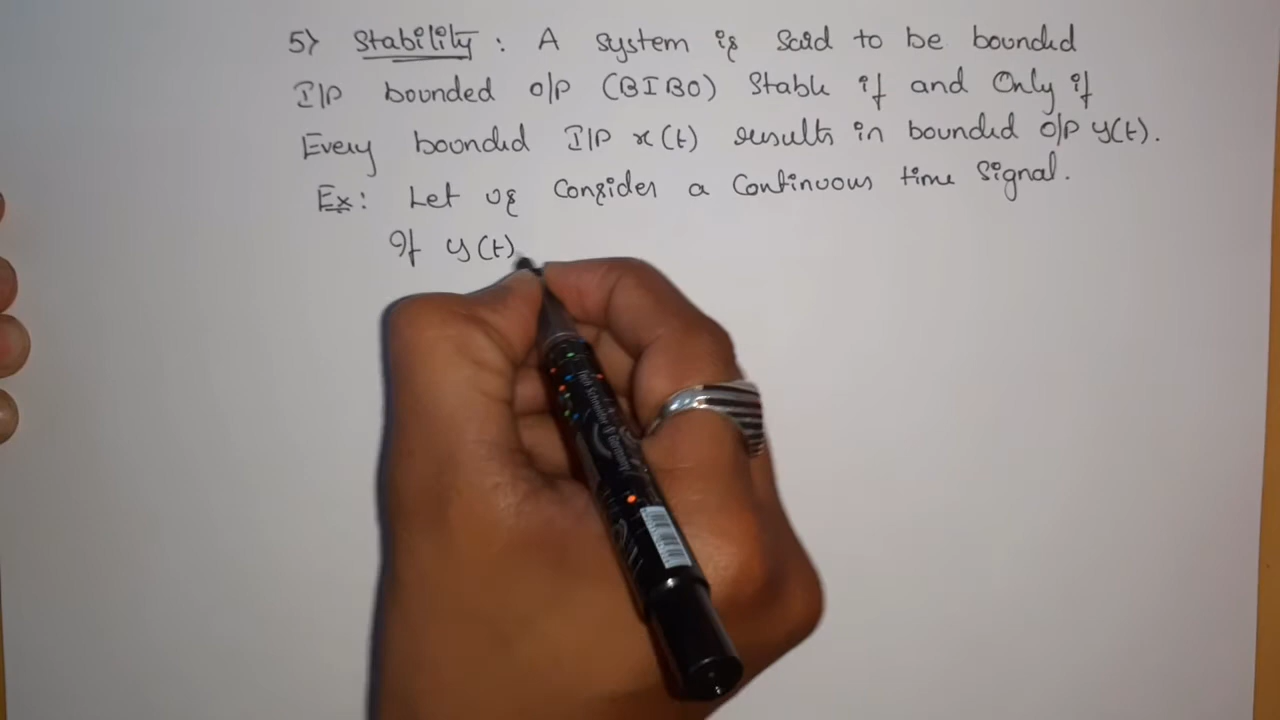 5) Stability : A system is said to be bounded
I/P bounded O/P (BIBO) Stable if and Only if
Every bounded I/P x(t) results in bounded O/P y(t).
Ex: Let us Consider a Continuous time Signal.
If y(t)